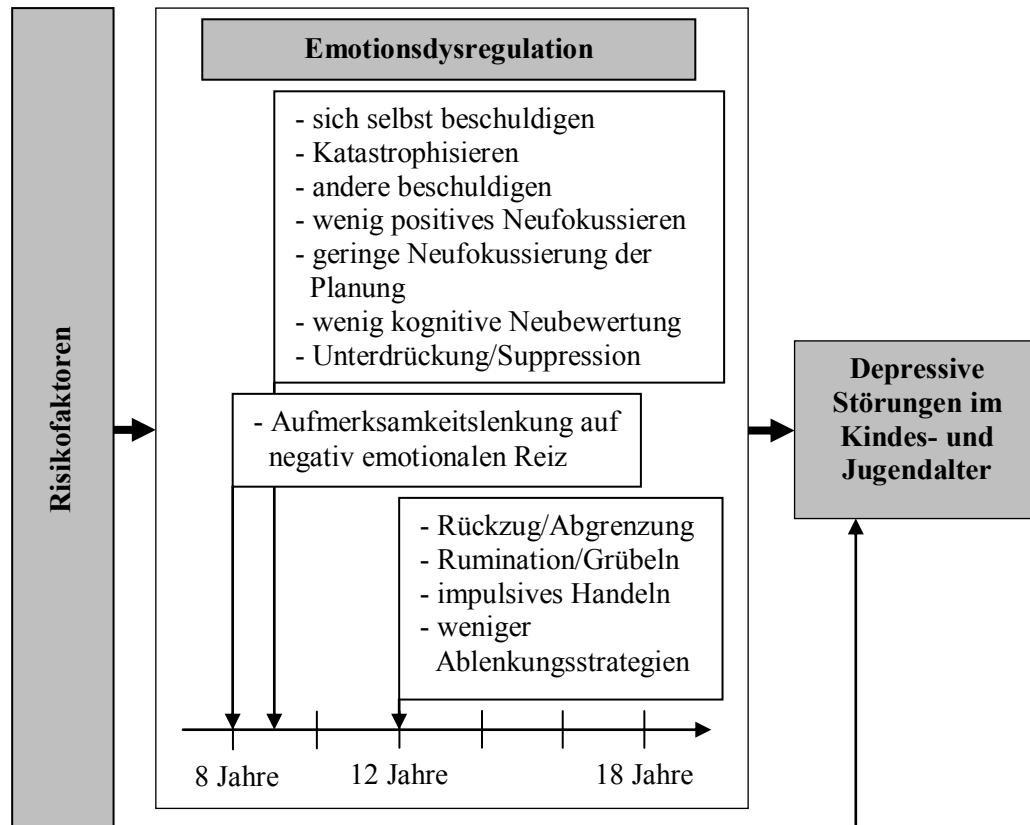 Risikofaktoren
Emotionsdysregulation
- sich selbst beschuldigen
- Katastrophisieren
- andere beschuldigen
- wenig positives Neufokussieren
- geringe Neufokussierung der
Planung
- wenig kognitive Neubewertung
- Unterdrückung/Suppression
- Aufmerksamkeitslenkung auf
negativ emotionalen Reiz
- Rückzug/Abgrenzung
- Rumination/Grübeln
- impulsives Handeln
- weniger
Ablenkungsstrategien
8 Jahre
12 Jahre
18 Jahre
Depressive
Störungen im
Kindes- und
Jugendalter